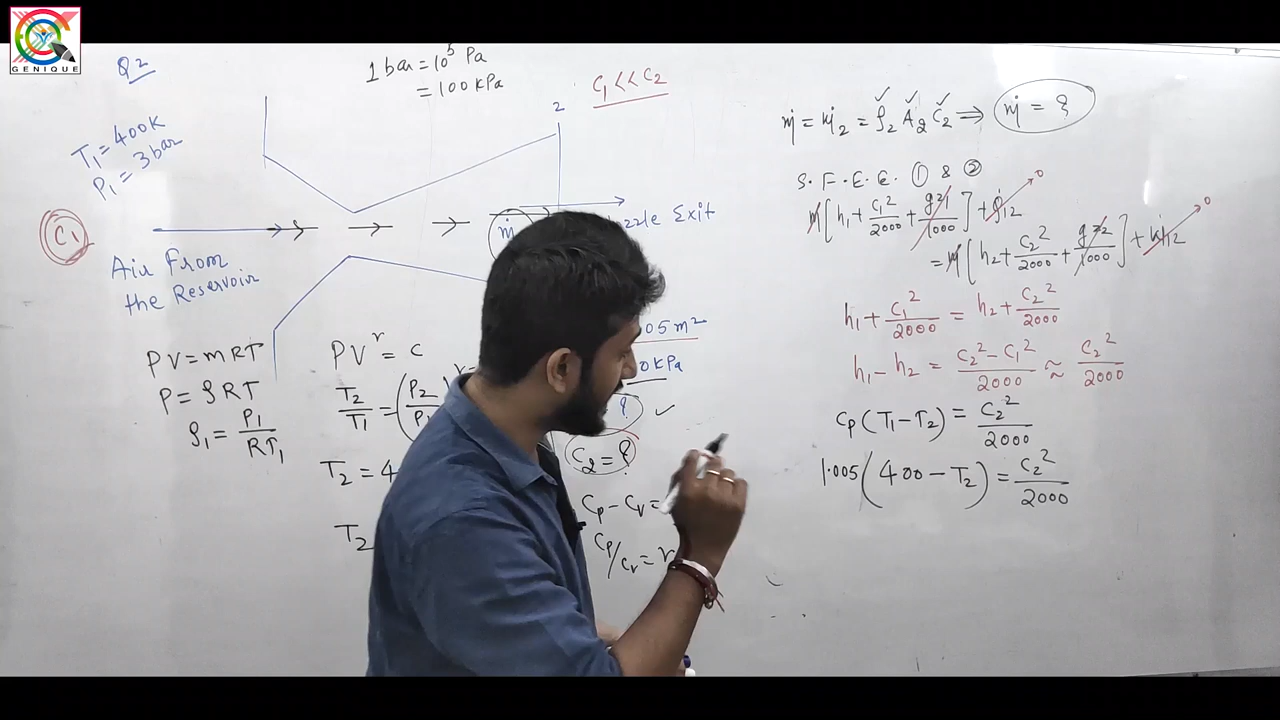 GENIQUE
Q2
1 bar = 10⁵ Pa
= 100 kPa
C₁ << C₂
2
T₁ = 400K
P₁ = 3 bar
C₁
Air From
the Reservoir
ṁ
zzle Exit
05 m²
0 kPa
?
C₂ = ?
PV = mRT
P = ρRT
ρ₁ = P₁/RT₁
PVʳ = C
T₂/T₁ = (P₂/P₁)
T₂ = 4
T₂
Cp − Cv =
Cp/Cv = r
ṁ = ṁ₂ = ρ₂ A₂ C₂ ⇒ ṁ = ?
S.F.E.E. ① & ②
ṁ[h₁ + C₁²/2000 + gz₁/1000] + q̇₁₂ 0
= ṁ[h₂ + C₂²/2000 + gz₂/1000] + ẇ₁₂ 0
h₁ + C₁²/2000 = h₂ + C₂²/2000
h₁ − h₂ = C₂² − C₁²/2000 ≈ C₂²/2000
Cp(T₁ − T₂) = C₂²/2000
1.005(400 − T₂) = C₂²/2000